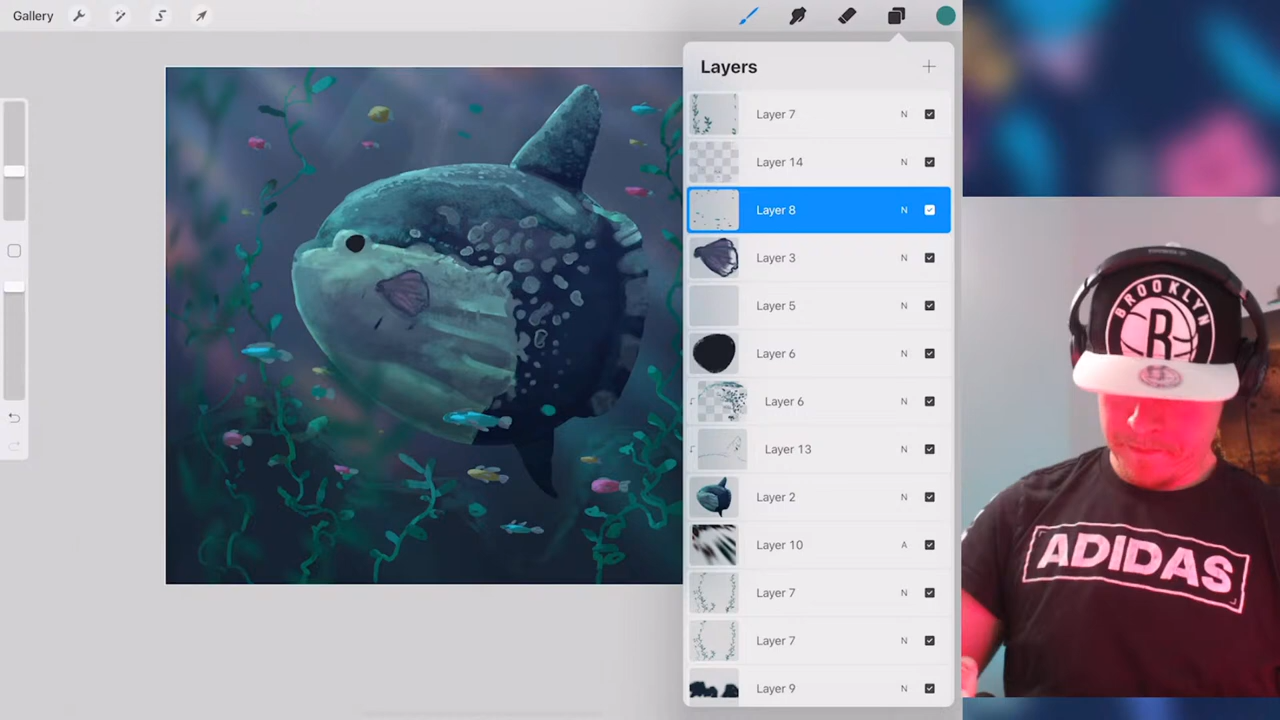 Gallery
Layers
Layer 7 N
Layer 14 N
Layer 8 N
Layer 3 N
Layer 5 N
Layer 6 N
Layer 6 N
Layer 13 N
Layer 2 N
Layer 10 A
Layer 7 N
Layer 7 N
Layer 9 N
BROOKLYN
B
ADIDAS